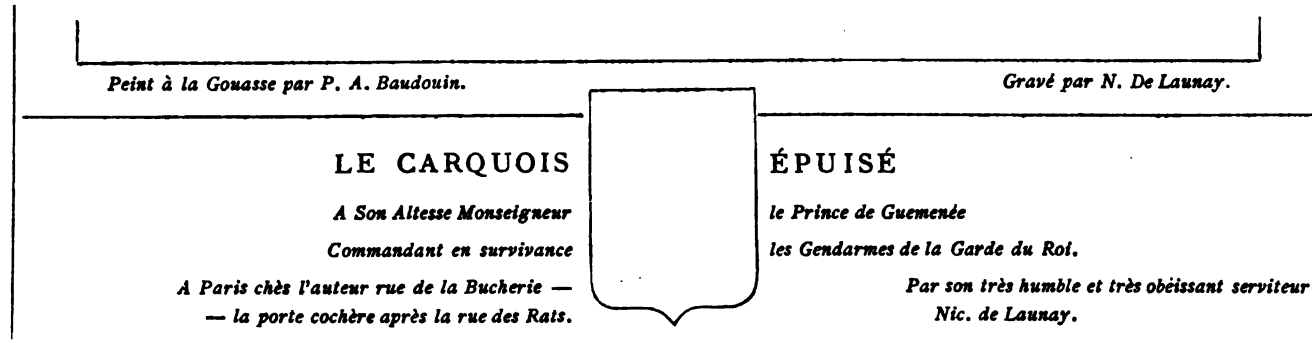 Peint à la Gouasse par P. A. Baudouin. Gravé par N. De Launay.
LE CARQUOIS ÉPUISÉ
A Son Altesse Monseigneur le Prince de Guemenée
Commandant en survivance les Gendarmes de la Garde du Roi.
A Paris chès l'auteur rue de la Bucherie — Par son très humble et très obéissant serviteur
— la porte cochère après la rue des Rats. Nic. de Launay.